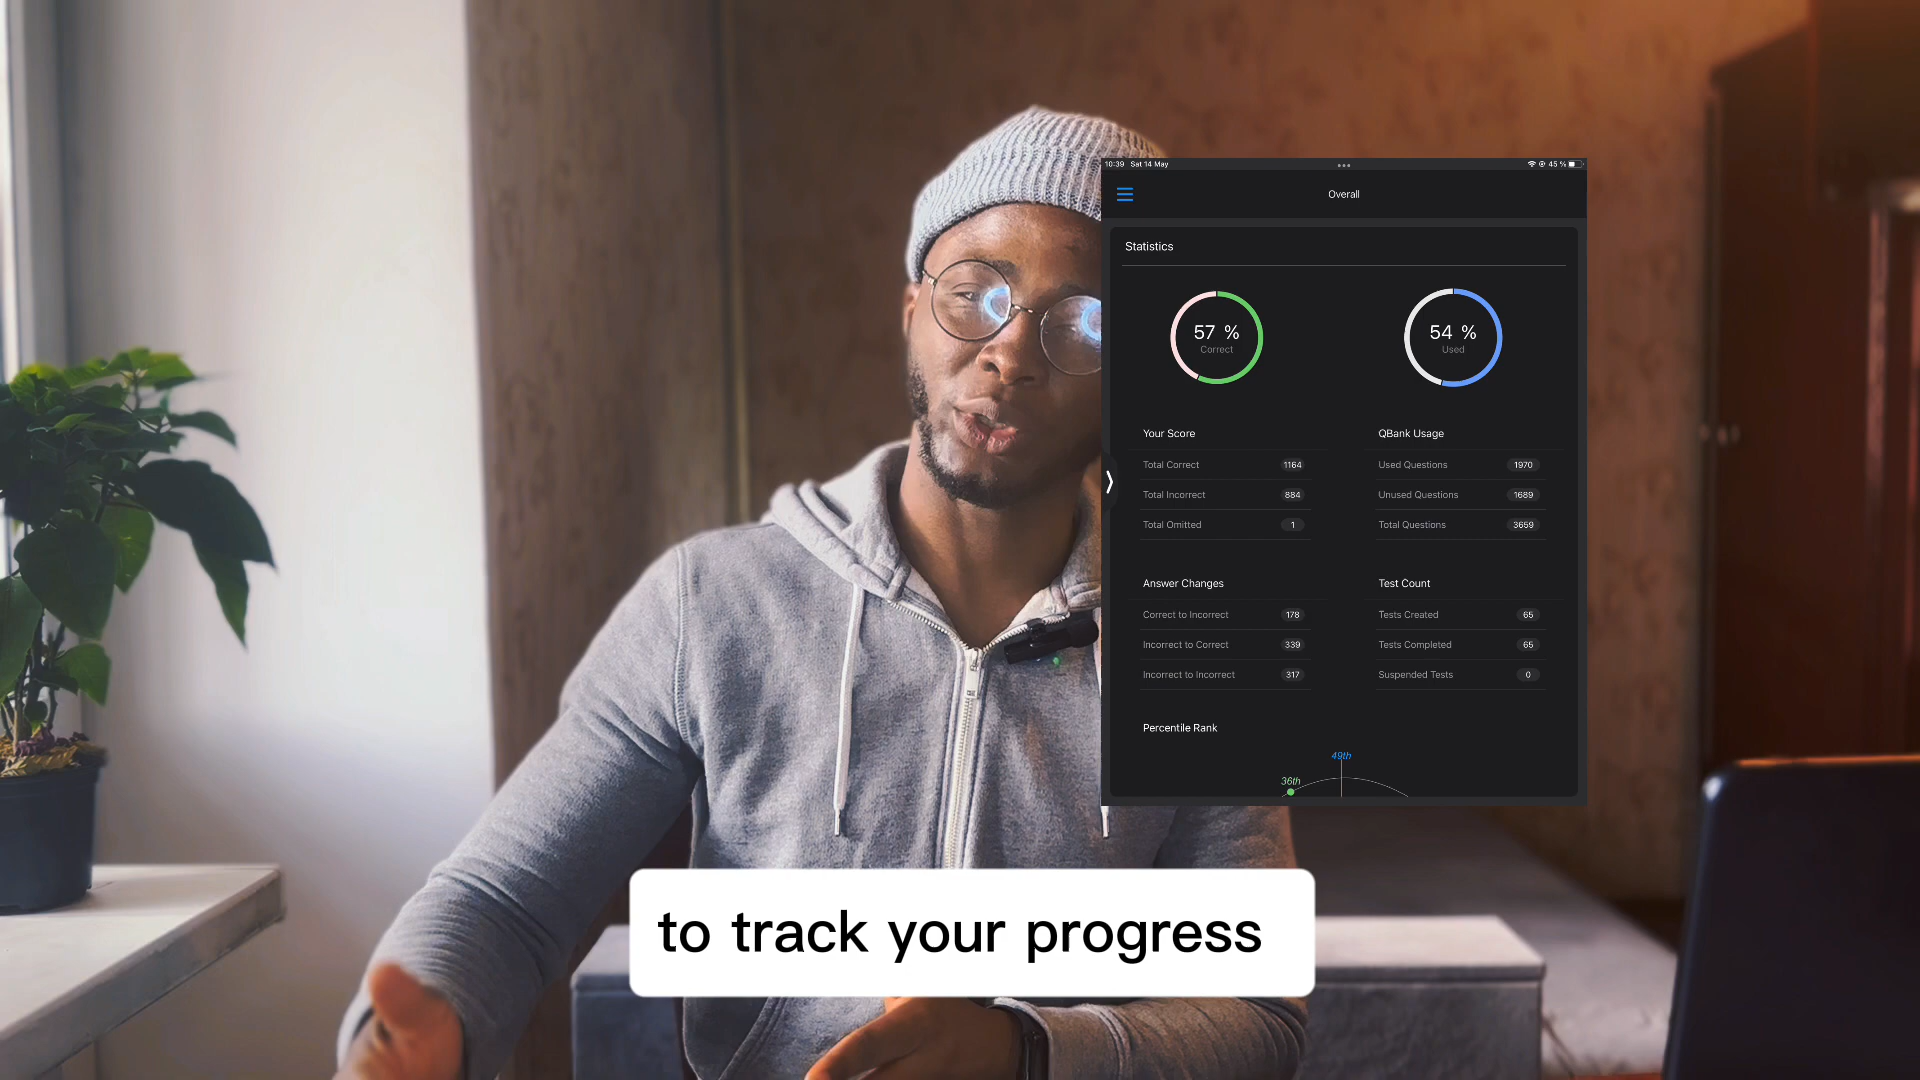 10:39 Sat 14 May
45 %
Overall
Statistics
57 %
Correct
54 %
Used
Your Score
Total Correct 1164
Total Incorrect 884
Total Omitted 1
QBank Usage
Used Questions 1970
Unused Questions 1689
Total Questions 3659
Answer Changes
Correct to Incorrect 178
Incorrect to Correct 339
Incorrect to Incorrect 317
Test Count
Tests Created 65
Tests Completed 65
Suspended Tests 0
Percentile Rank
49th
36th
to track your progress